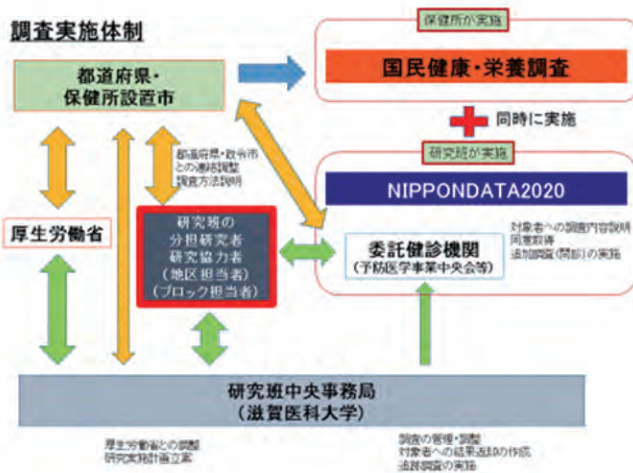 調査実施体制
保健所が実施
都道府県・
保健所設置市
国民健康・栄養調査
同時に実施
研究班が実施
都道府県・政令市
との連絡調整
調査方法説明
NIPPONDATA2020
厚生労働省
研究班の
分担研究者
研究協力者
(地区担当者)
(ブロック担当者)
委託健診機関
(予防医学事業中央会等)
対象者への調査内容説明
同意取得
追加調査(問診)の実施
研究班中央事務局
(滋賀医科大学)
厚生労働省との調整
研究実施計画立案
調査の管理・調整
対象者への結果返却の作成
追跡調査の実施